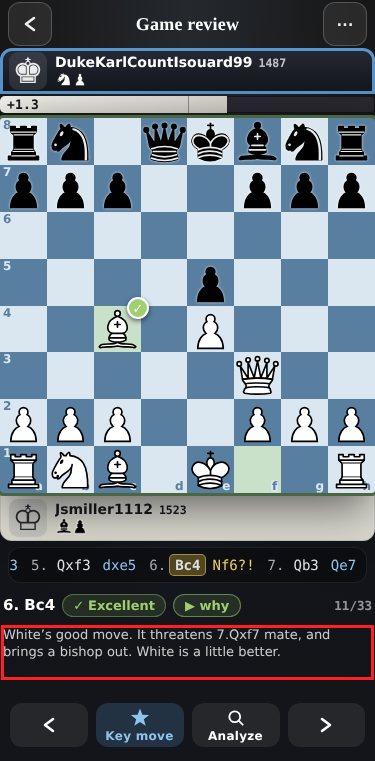 Game review
...
DukeKarlCountIsouard99 1487
+1.3
8
7
6
5
4
3
2
1 d e f g
Jsmiller1112 1523
3 5. Qxf3 dxe5 6. Bc4 Nf6?! 7. Qb3 Qe7
6. Bc4 ✓ Excellent ▶ why 11/33
White's good move. It threatens 7.Qxf7 mate, and
brings a bishop out. White is a little better.
Key move Analyze